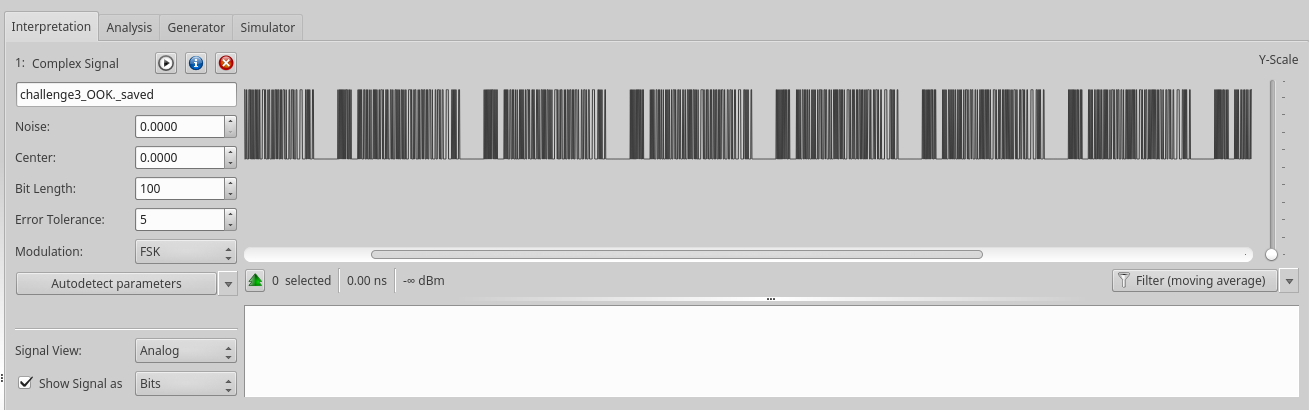 Interpretation Analysis Generator Simulator
1: Complex Signal
Y-Scale
challenge3_OOK._saved
Noise: 0.0000
Center: 0.0000
Bit Length: 100
Error Tolerance: 5
Modulation: FSK
Autodetect parameters
0 selected 0.00 ns -∞ dBm Filter (moving average)
Signal View: Analog
Show Signal as Bits